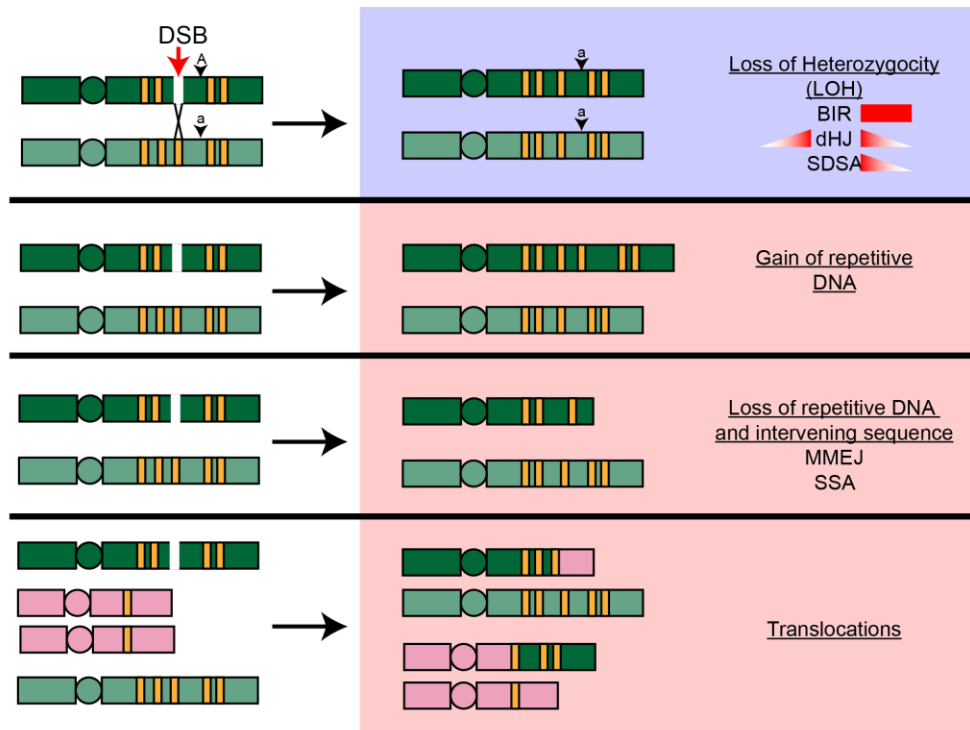 DSB
A
a
a
a
Loss of Heterozygocity
(LOH)
BIR
dHJ
SDSA
Gain of repetitive
DNA
Loss of repetitive DNA
and intervening sequence
MMEJ
SSA
Translocations